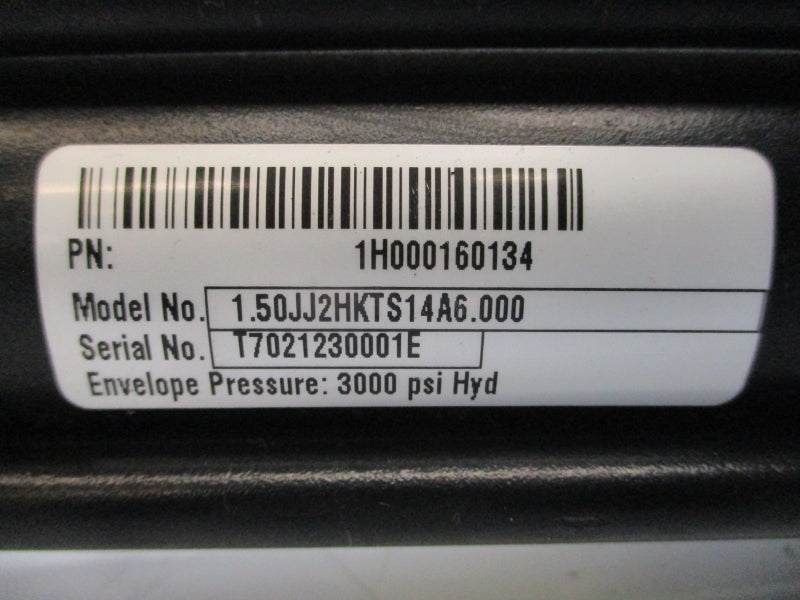 PN: 1H000160134
Model No. 1.50JJ2HKTS14A6.000
Serial No. T7021230001E
Envelope Pressure: 3000 psi Hyd